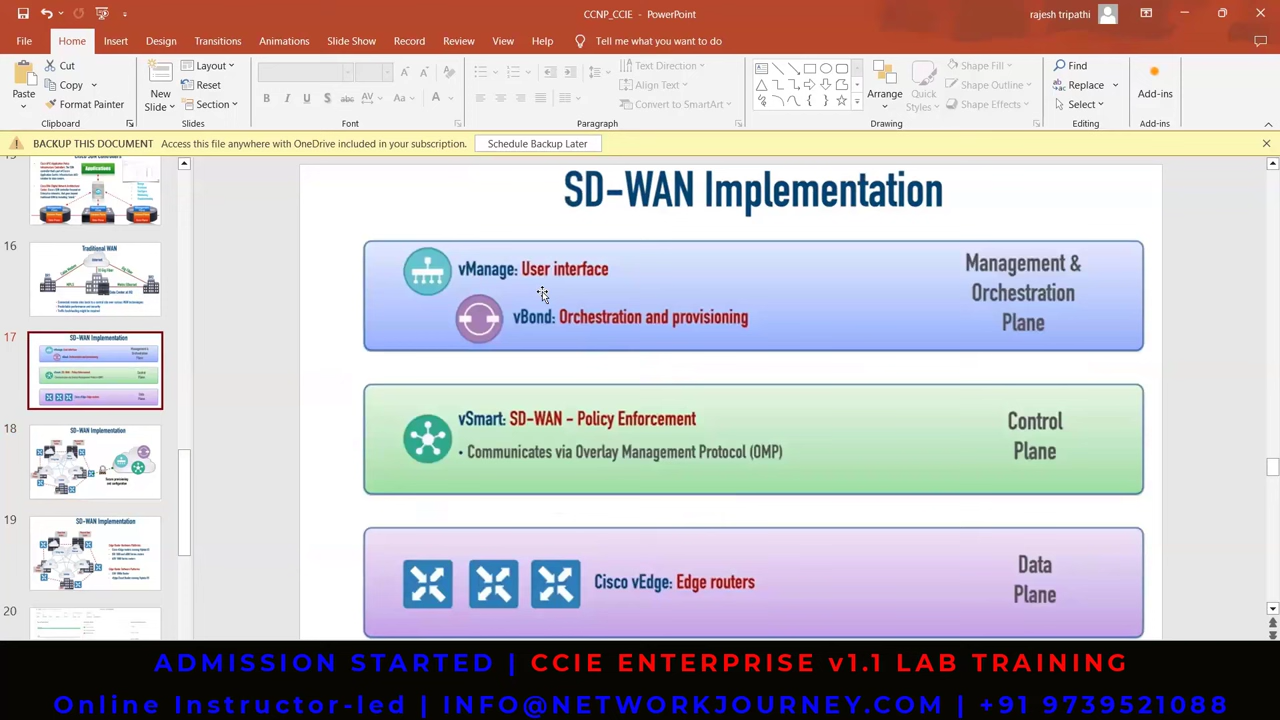 CCNP_CCIE - PowerPoint
rajesh tripathi
File Home Insert Design Transitions Animations Slide Show Record Review View Help Tell me what you want to do
Paste
Cut
Copy
Format Painter
Clipboard
New Slide
Layout
Reset
Section
Slides
Font
Text Direction
Align Text
Convert to SmartArt
Paragraph
Arrange
Quick Styles
Shape Fill
Shape Outline
Shape Effects
Drawing
Find
Replace
Select
Editing
Add-ins
Add-ins
BACKUP THIS DOCUMENT Access this file anywhere with OneDrive included in your subscription. Schedule Backup Later
Applications
16
Traditional WAN
Internet
17
SD-WAN Implementation
18
SD-WAN Implementation
19
SD-WAN Implementation
20
SD-WAN Implementation
vManage: User interface
vBond: Orchestration and provisioning
Management &
Orchestration
Plane
vSmart: SD-WAN - Policy Enforcement
• Communicates via Overlay Management Protocol (OMP)
Control
Plane
Cisco vEdge: Edge routers
Data
Plane
ADMISSION STARTED | CCIE ENTERPRISE v1.1 LAB TRAINING
Online Instructor-led | INFO@NETWORKJOURNEY.COM | +91 9739521088